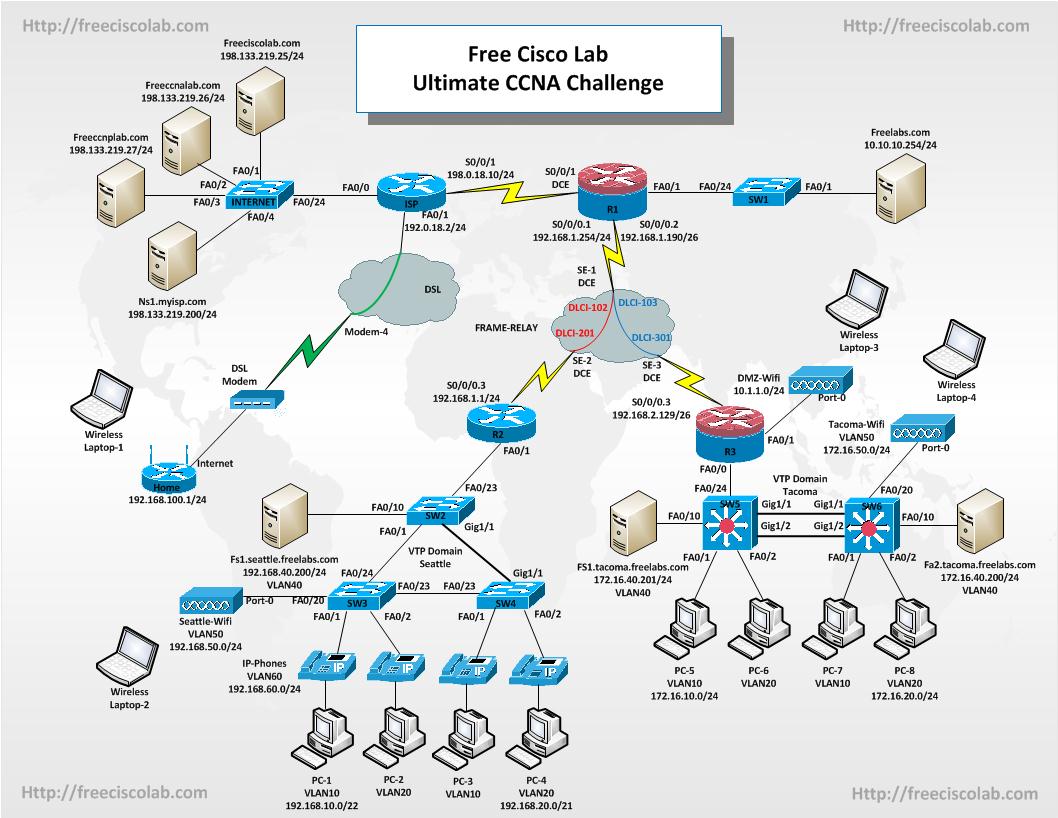 Http://freeciscolab.com
Http://freeciscolab.com
Free Cisco Lab
Ultimate CCNA Challenge
Freeciscolab.com
198.133.219.25/24
Freeccnalab.com
198.133.219.26/24
Freeccnplab.com
198.133.219.27/24
FA0/1
FA0/2
FA0/3
INTERNET
FA0/4
FA0/24
FA0/0
ISP
S0/0/1
198.0.18.10/24
FA0/1
192.0.18.2/24
S0/0/1
DCE
R1
FA0/1
FA0/24
SW1
FA0/1
Freelabs.com
10.10.10.254/24
S0/0/0.1
192.168.1.254/24
S0/0/0.2
192.168.1.190/26
Ns1.myisp.com
198.133.219.200/24
DSL
Modem-4
SE-1
DCE
DLCI-102
DLCI-103
FRAME-RELAY
DLCI-201
DLCI-301
SE-2
DCE
SE-3
DCE
Wireless
Laptop-3
Wireless
Laptop-4
DSL
Modem
Wireless
Laptop-1
S0/0/0.3
192.168.1.1/24
R2
FA0/1
S0/0/0.3
192.168.2.129/26
DMZ-Wifi
10.1.1.0/24
Port-0
R3
FA0/1
FA0/0
Tacoma-Wifi
VLAN50
172.16.50.0/24
Port-0
Internet
Home
192.168.100.1/24
FA0/23
FA0/10
SW2
FA0/1
Gig1/1
Fs1.seattle.freelabs.com
192.168.40.200/24
VLAN40
VTP Domain
Seattle
FA0/24
SW3
FA0/23
FA0/23
Gig1/1
SW4
Port-0
FA0/20
FA0/1
FA0/2
FA0/1
FA0/2
Seattle-Wifi
VLAN50
192.168.50.0/24
Wireless
Laptop-2
IP-Phones
VLAN60
192.168.60.0/24
IP
IP
IP
IP
PC-1
VLAN10
192.168.10.0/22
PC-2
VLAN20
PC-3
VLAN10
PC-4
VLAN20
192.168.20.0/21
FA0/24
VTP Domain
Tacoma
FA0/20
SW5
Gig1/1
Gig1/1
SW6
Gig1/2
Gig1/2
FA0/10
FA0/10
FA0/1
FA0/2
FA0/1
FA0/2
FS1.tacoma.freelabs.com
172.16.40.201/24
VLAN40
Fa2.tacoma.freelabs.com
172.16.40.200/24
VLAN40
PC-5
VLAN10
172.16.10.0/24
PC-6
VLAN20
PC-7
VLAN10
PC-8
VLAN20
172.16.20.0/24
Http://freeciscolab.com
Http://freeciscolab.com